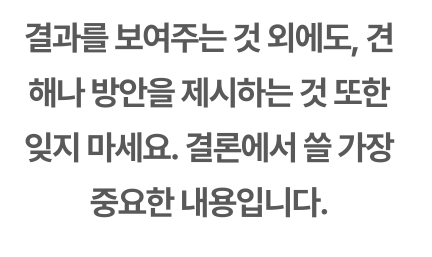 결과를 보여주는 것 외에도, 견
해나 방안을 제시하는 것 또한
잊지 마세요. 결론에서 쓸 가장
중요한 내용입니다.